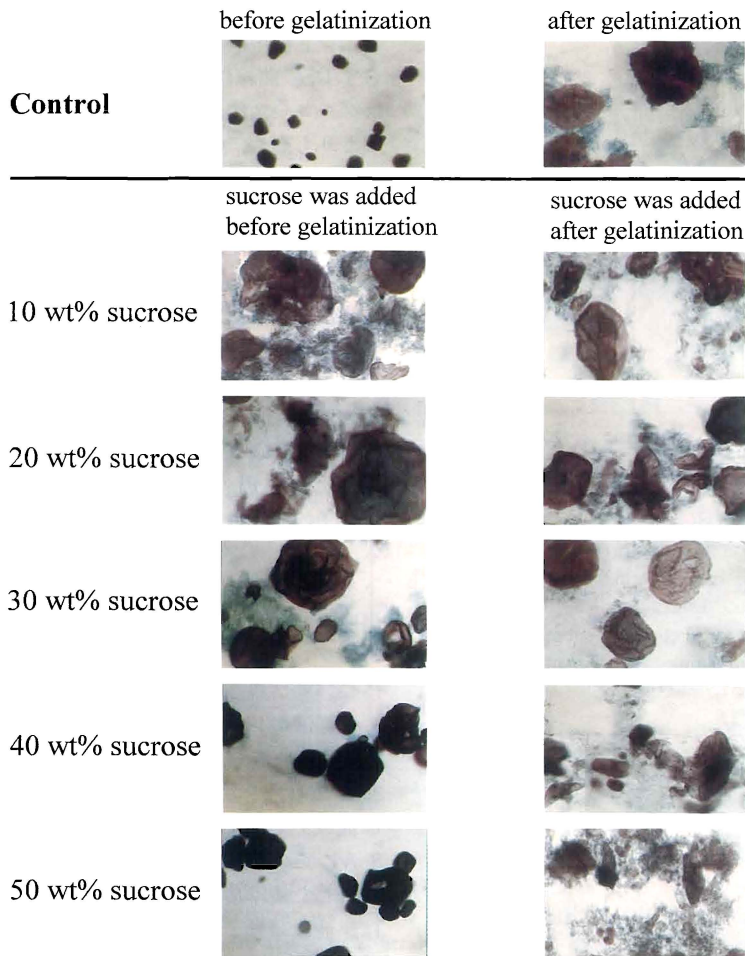 before gelatinization
after gelatinization
Control
sucrose was added
before gelatinization
sucrose was added
after gelatinization
10 wt% sucrose
20 wt% sucrose
30 wt% sucrose
40 wt% sucrose
50 wt% sucrose